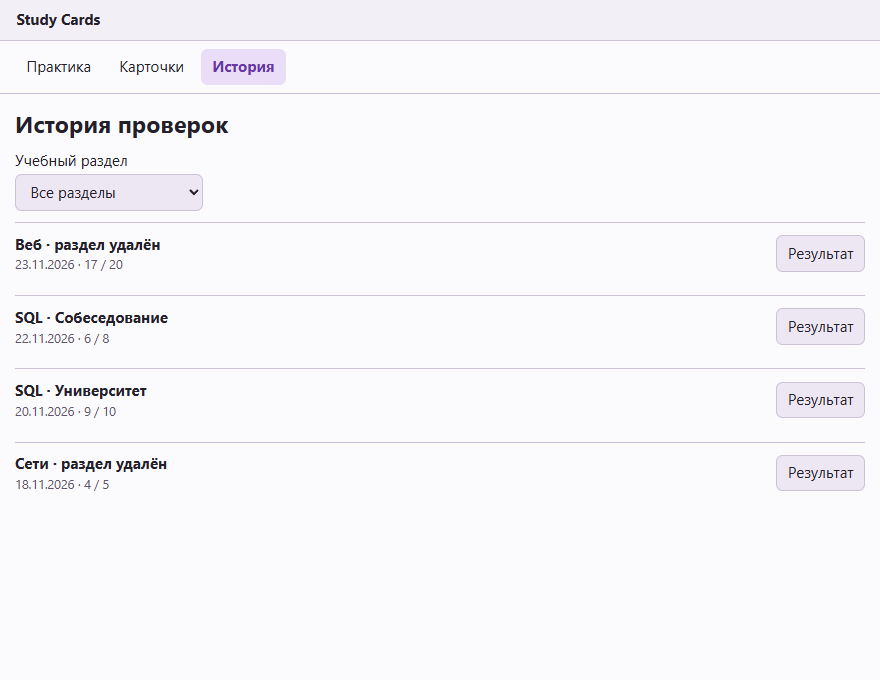 Study Cards
Практика Карточки История
История проверок
Учебный раздел
Все разделы
Веб · раздел удалён
23.11.2026 · 17 / 20
Результат
SQL · Собеседование
22.11.2026 · 6 / 8
Результат
SQL · Университет
20.11.2026 · 9 / 10
Результат
Сети · раздел удалён
18.11.2026 · 4 / 5
Результат